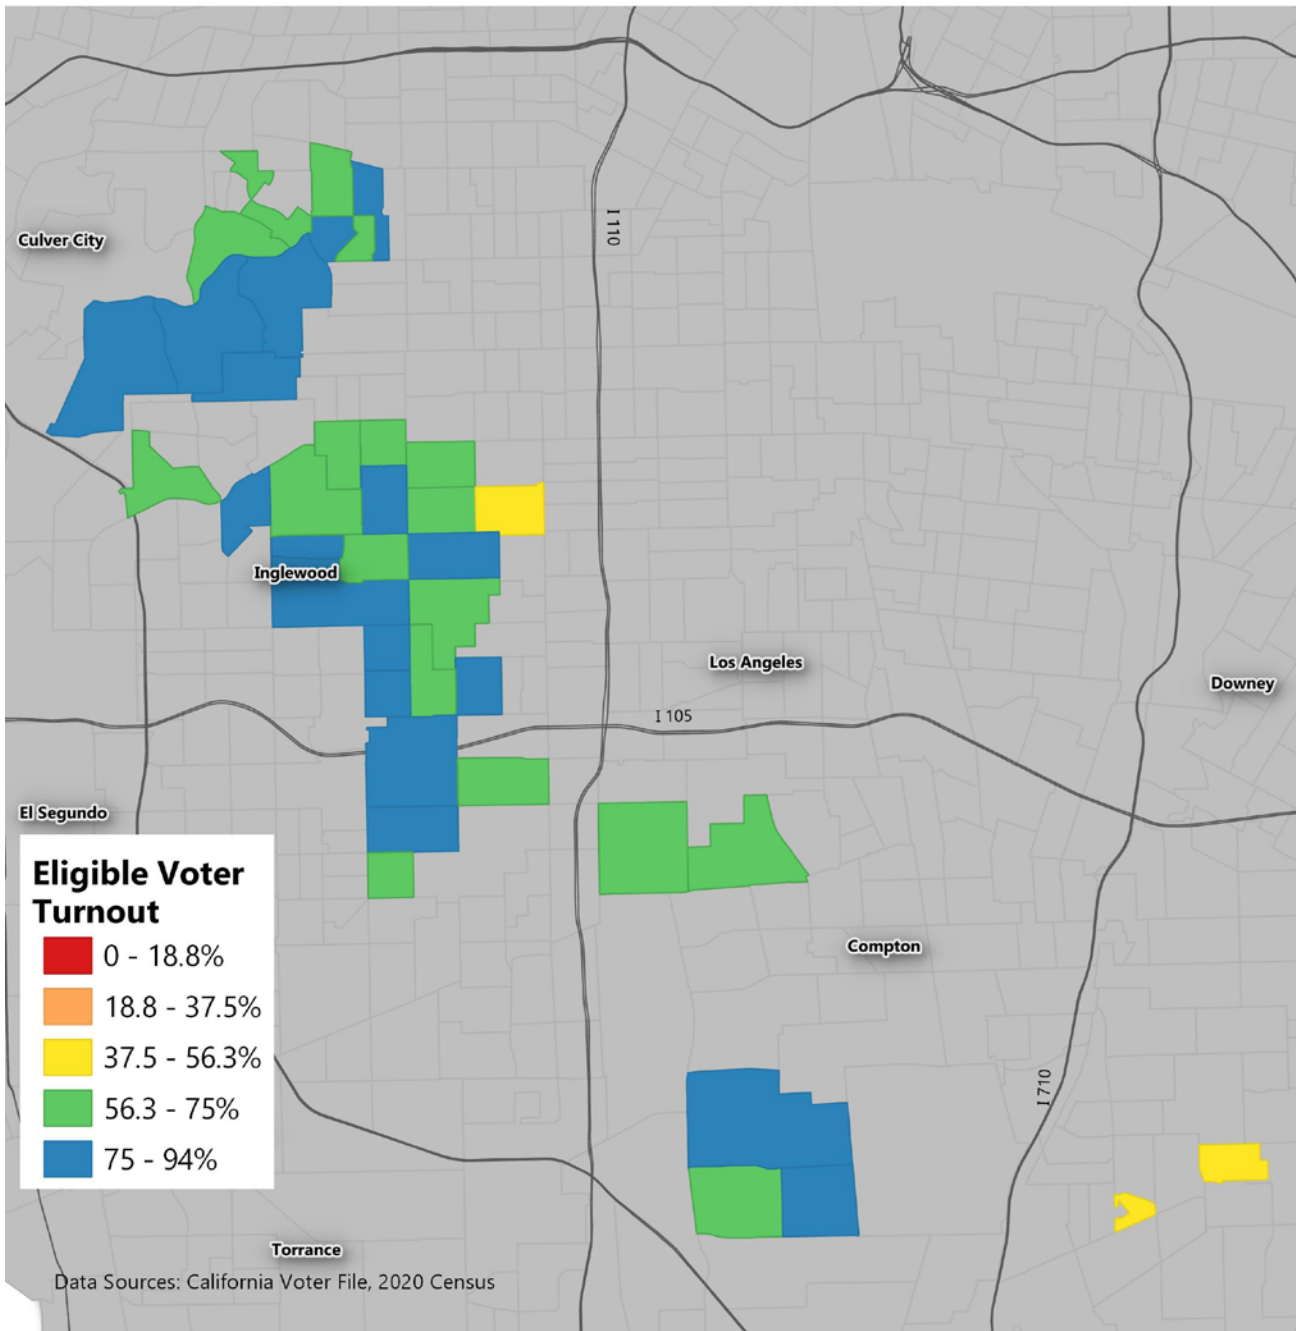 I 110
Culver City
Inglewood
Los Angeles
Downey
I 105
El Segundo
Eligible Voter
Turnout
0 - 18.8%
18.8 - 37.5%
37.5 - 56.3%
56.3 - 75%
75 - 94%
Compton
I 710
Torrance
Data Sources: California Voter File, 2020 Census